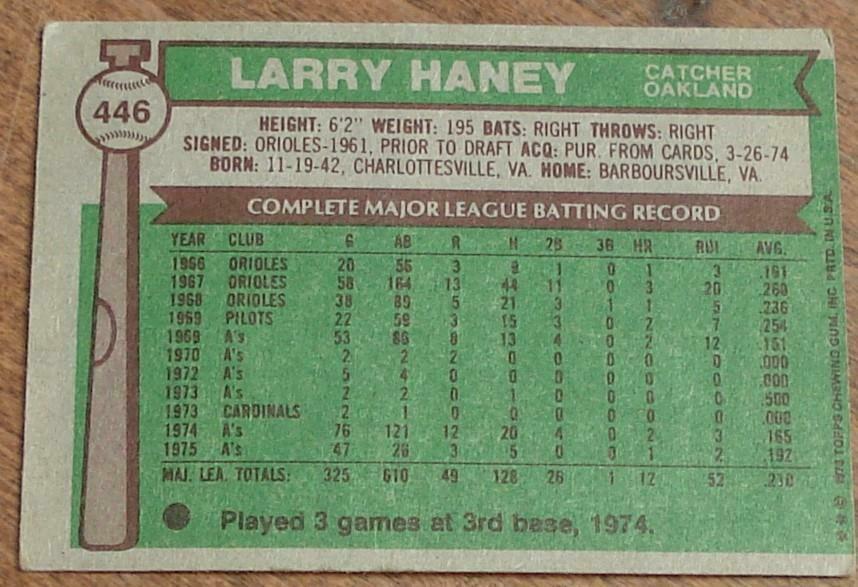 446
LARRY HANEY
CATCHER
OAKLAND
HEIGHT: 6'2" WEIGHT: 195 BATS: RIGHT THROWS: RIGHT
SIGNED: ORIOLES-1961, PRIOR TO DRAFT ACQ: PUR. FROM CARDS, 3-26-74
BORN: 11-19-42, CHARLOTTESVILLE, VA. HOME: BARBOURSVILLE, VA.
COMPLETE MAJOR LEAGUE BATTING RECORD
YEAR CLUB G AB R H 2B 3B HR RBI AVG.
1966 ORIOLES 20 56 3 9 1 0 1 3 .161
1967 ORIOLES 58 164 13 44 11 0 3 20 .268
1968 ORIOLES 38 89 5 21 3 1 1 5 .236
1969 PILOTS 22 59 3 15 3 0 2 7 .254
1969 A's 53 86 8 13 4 0 2 12 .151
1970 A's 2 2 2 0 0 0 0 0 .000
1972 A's 5 4 0 0 0 0 0 0 .000
1973 A's 2 2 0 1 0 0 0 0 .500
1973 CARDINALS 2 1 0 0 0 0 0 0 .000
1974 A's 76 121 12 20 4 0 2 3 .165
1975 A's 47 26 3 5 0 0 1 2 .192
MAJ. LEA. TOTALS: 325 610 49 128 26 1 12 52 .210
Played 3 games at 3rd base, 1974.
TOPPS CHEWING GUM, INC. PRTD. IN U.S.A.